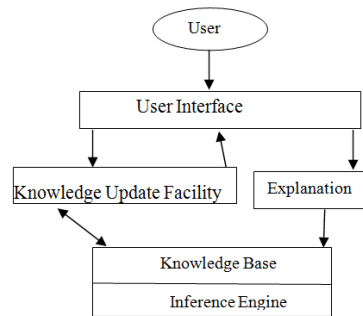 User
User Interface
Knowledge Update Facility
Explanation
Knowledge Base
Inference Engine